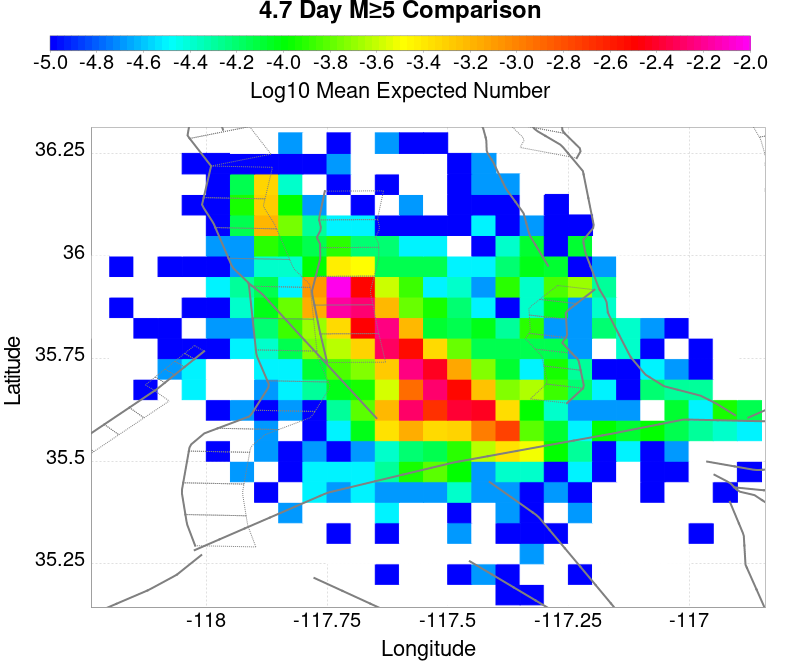 4.7 Day M≥5 Comparison
-5.0 -4.8 -4.6 -4.4 -4.2 -4.0 -3.8 -3.6 -3.4 -3.2 -3.0 -2.8 -2.6 -2.4 -2.2 -2.0
Log10 Mean Expected Number
36.25
36
35.75
35.5
35.25
Latitude
-118 -117.75 -117.5 -117.25 -117
Longitude